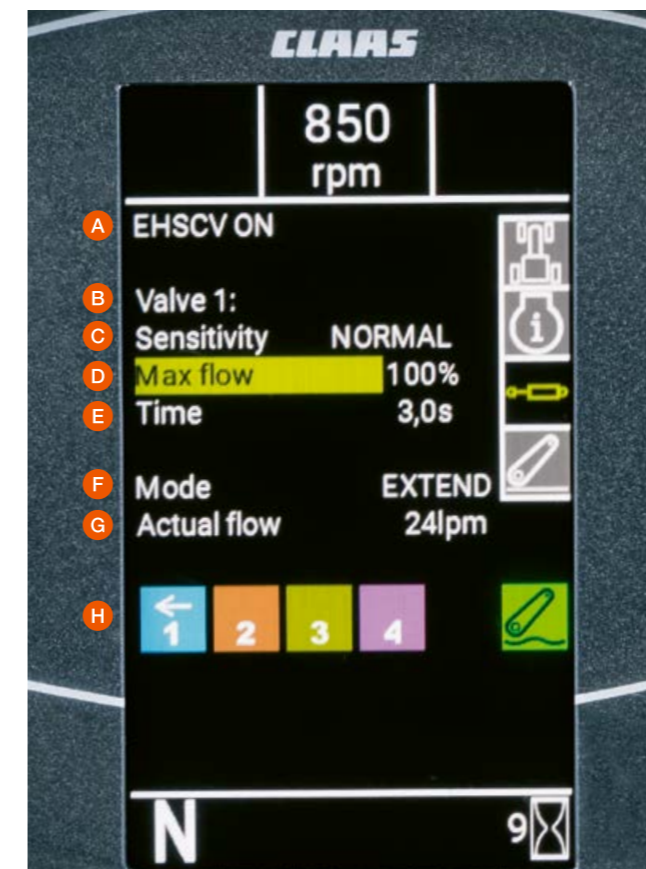 CLAAS
850
rpm
A EHSCV ON
B Valve 1:
C Sensitivity NORMAL
D Max flow 100%
E Time 3,0s
F Mode EXTEND
G Actual flow 24lpm
H 1 2 3 4
N 9